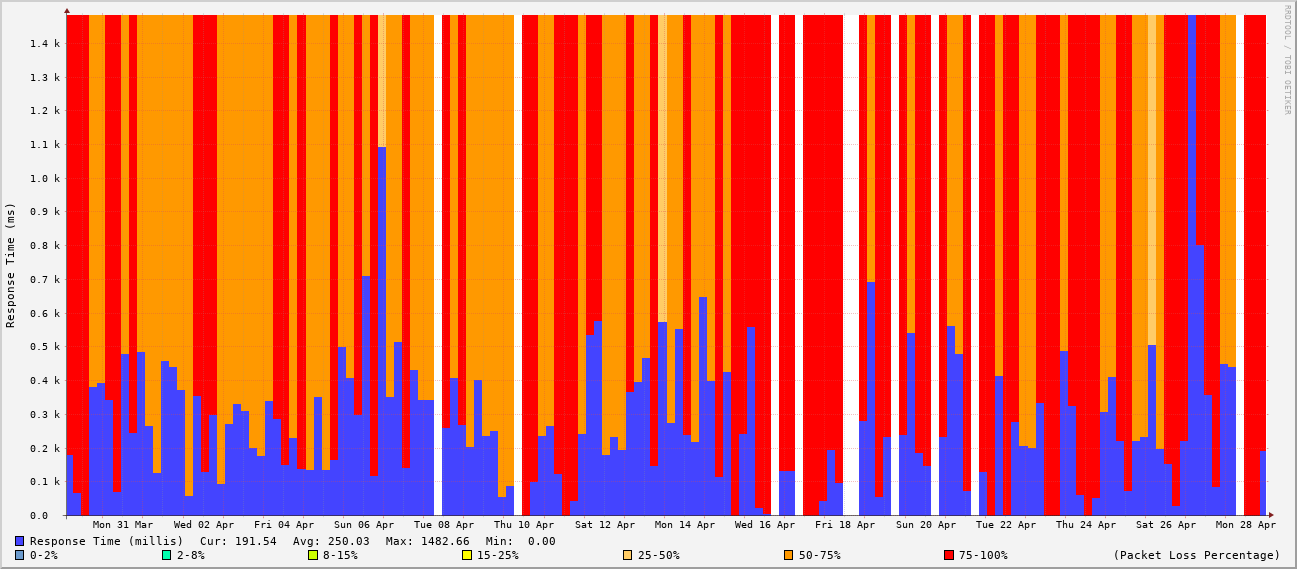 RRDTOOL / TOBI OETIKER
Response Time (ms)
1.4 k
1.3 k
1.2 k
1.1 k
1.0 k
0.9 k
0.8 k
0.7 k
0.6 k
0.5 k
0.4 k
0.3 k
0.2 k
0.1 k
0.0
Mon 31 Mar Wed 02 Apr Fri 04 Apr Sun 06 Apr Tue 08 Apr Thu 10 Apr Sat 12 Apr Mon 14 Apr Wed 16 Apr Fri 18 Apr Sun 20 Apr Tue 22 Apr Thu 24 Apr Sat 26 Apr Mon 28 Apr
Response Time (millis) Cur: 191.54 Avg: 250.03 Max: 1482.66 Min: 0.00
0-2% 2-8% 8-15% 15-25% 25-50% 50-75% 75-100% (Packet Loss Percentage)